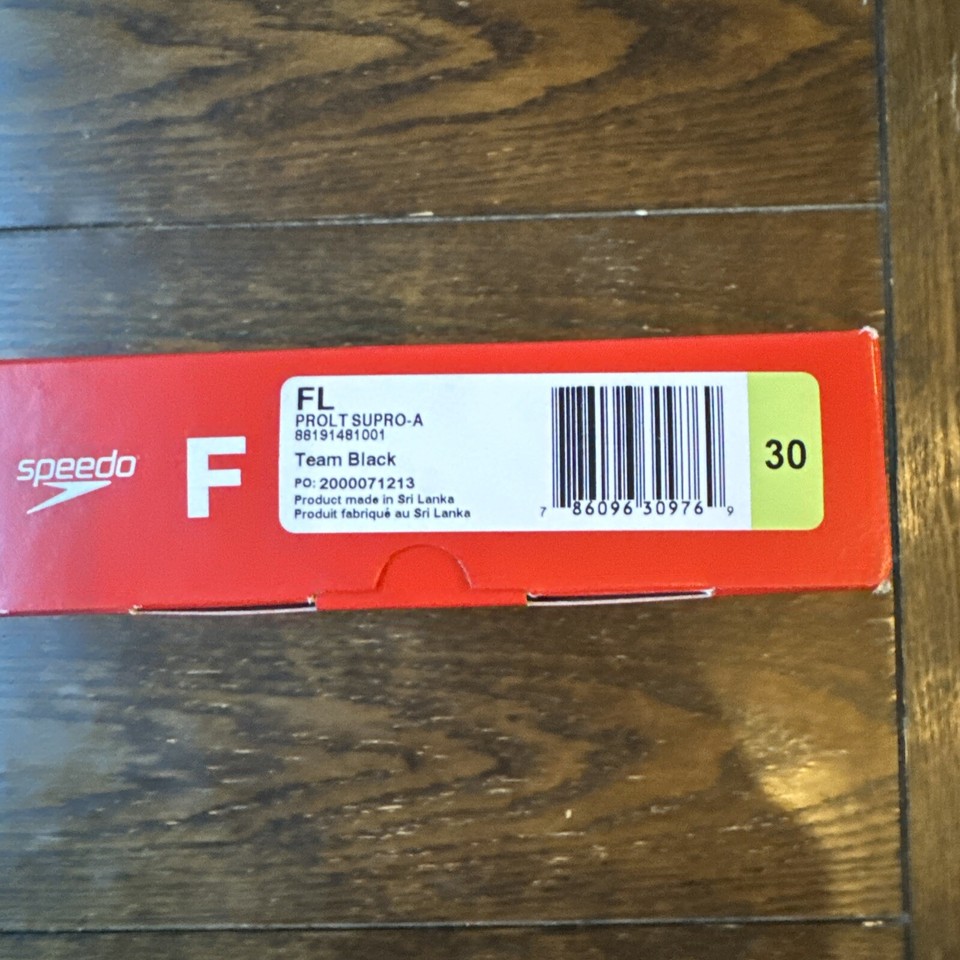 speedo
F
FL
PROLT SUPRO-A
88191481001
Team Black
PO: 2000071213
Product made in Sri Lanka
Produit fabriqué au Sri Lanka
7 86096 30976 9
30